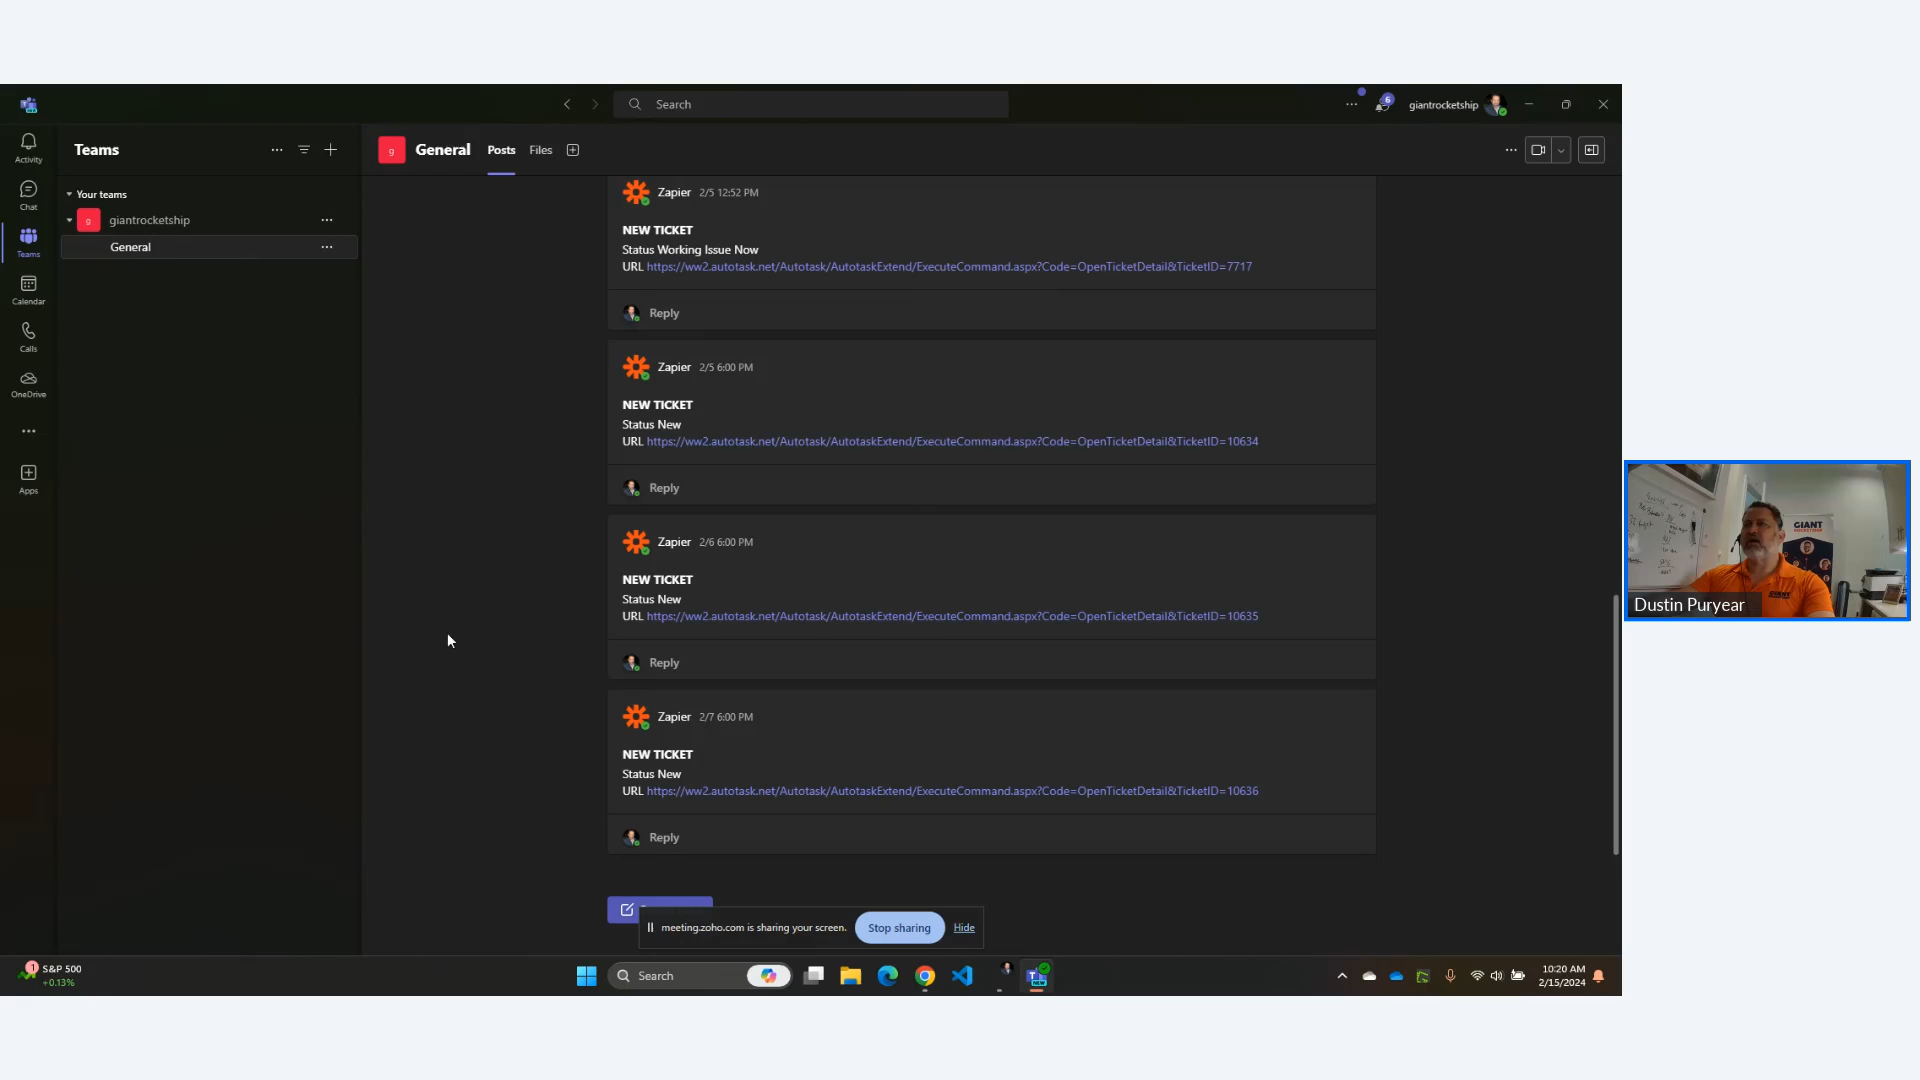 Search
6
giantrocketship
Activity
Chat
Teams
Calendar
Calls
OneDrive
Apps
Teams
Your teams
g giantrocketship
General
g General Posts Files
Zapier 2/5 12:52 PM
NEW TICKET
Status Working Issue Now
URL https://ww2.autotask.net/Autotask/AutotaskExtend/ExecuteCommand.aspx?Code=OpenTicketDetail&TicketID=7717
Reply
Zapier 2/5 6:00 PM
NEW TICKET
Status New
URL https://ww2.autotask.net/Autotask/AutotaskExtend/ExecuteCommand.aspx?Code=OpenTicketDetail&TicketID=10634
Reply
Zapier 2/6 6:00 PM
NEW TICKET
Status New
URL https://ww2.autotask.net/Autotask/AutotaskExtend/ExecuteCommand.aspx?Code=OpenTicketDetail&TicketID=10635
Reply
Zapier 2/7 6:00 PM
NEW TICKET
Status New
URL https://ww2.autotask.net/Autotask/AutotaskExtend/ExecuteCommand.aspx?Code=OpenTicketDetail&TicketID=10636
Reply
meeting.zoho.com is sharing your screen. Stop sharing Hide
GIANT
Dustin Puryear
1
S&P 500
+0.13%
Search
NEW
10:20 AM
2/15/2024